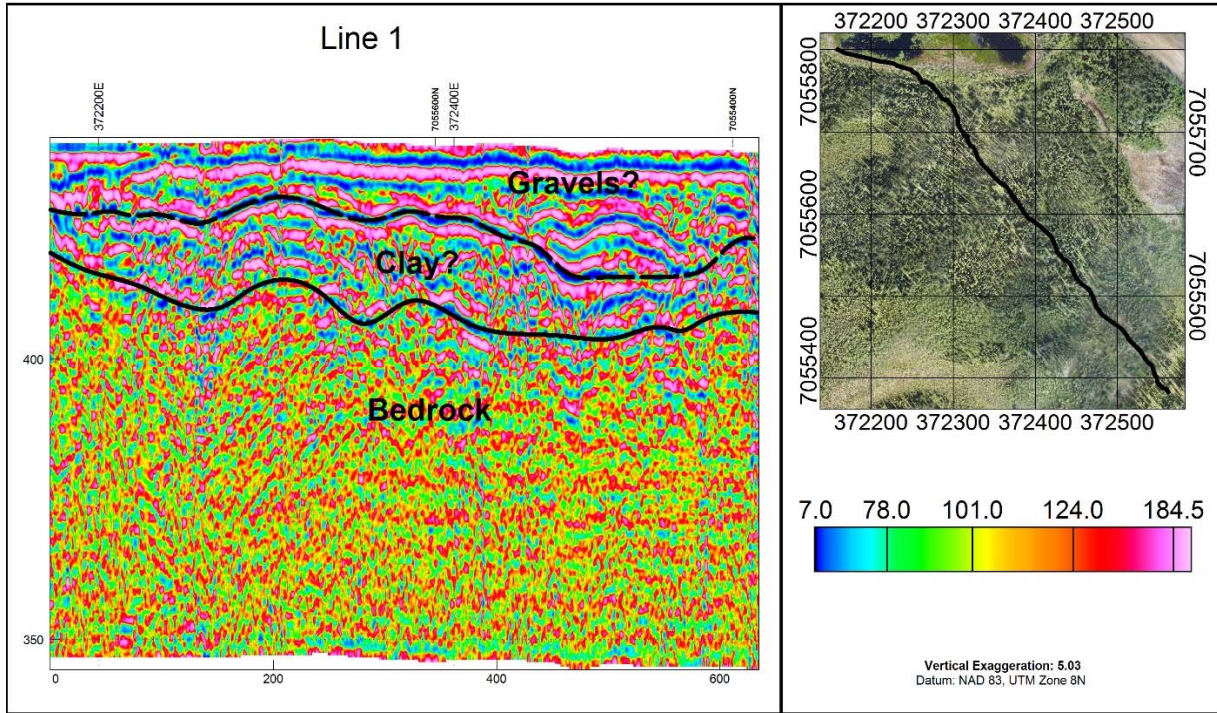 Line 1
372200E
7055600N
372400E
7055400N
Gravels?
Clay?
Bedrock
400
350
0 200 400 600
372200 372300 372400 372500
7055800
7055600
7055400
7055700
7055500
372200 372300 372400 372500
7.0 78.0 101.0 124.0 184.5
Vertical Exaggeration: 5.03
Datum: NAD 83, UTM Zone 8N